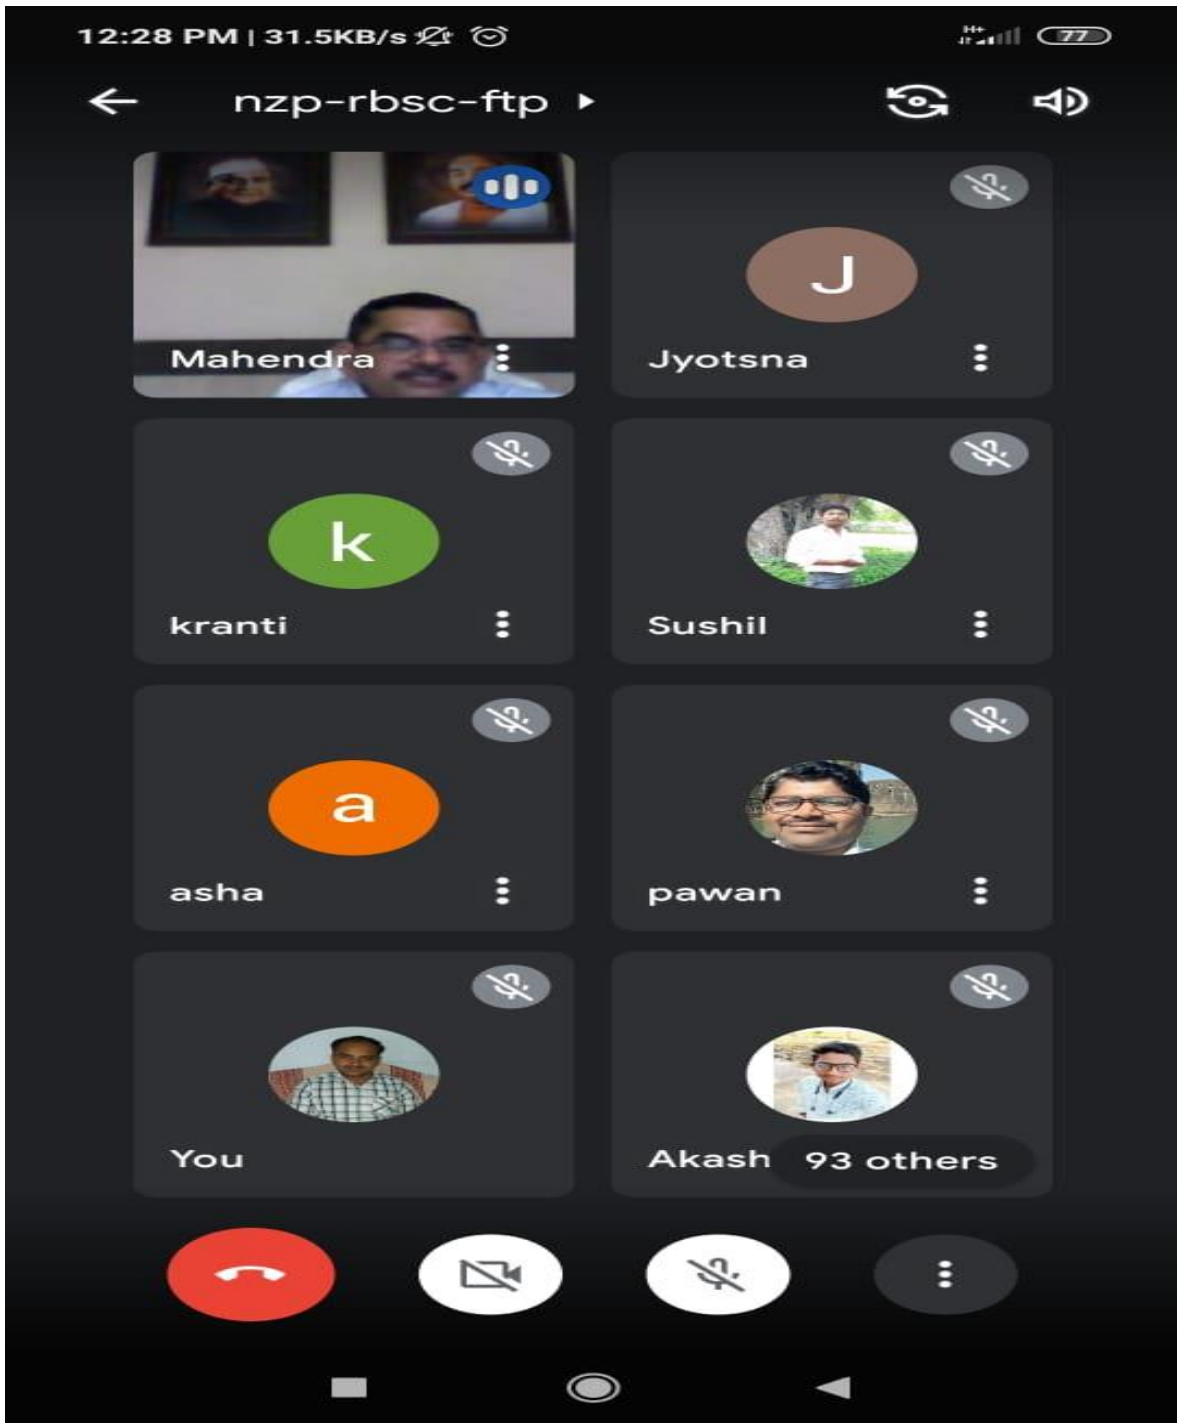 12:28 PM | 31.5KB/s H+ 77
nzp-rbsc-ftp
J
Mahendra Jyotsna
k
kranti Sushil
a
asha pawan
You Akash 93 others